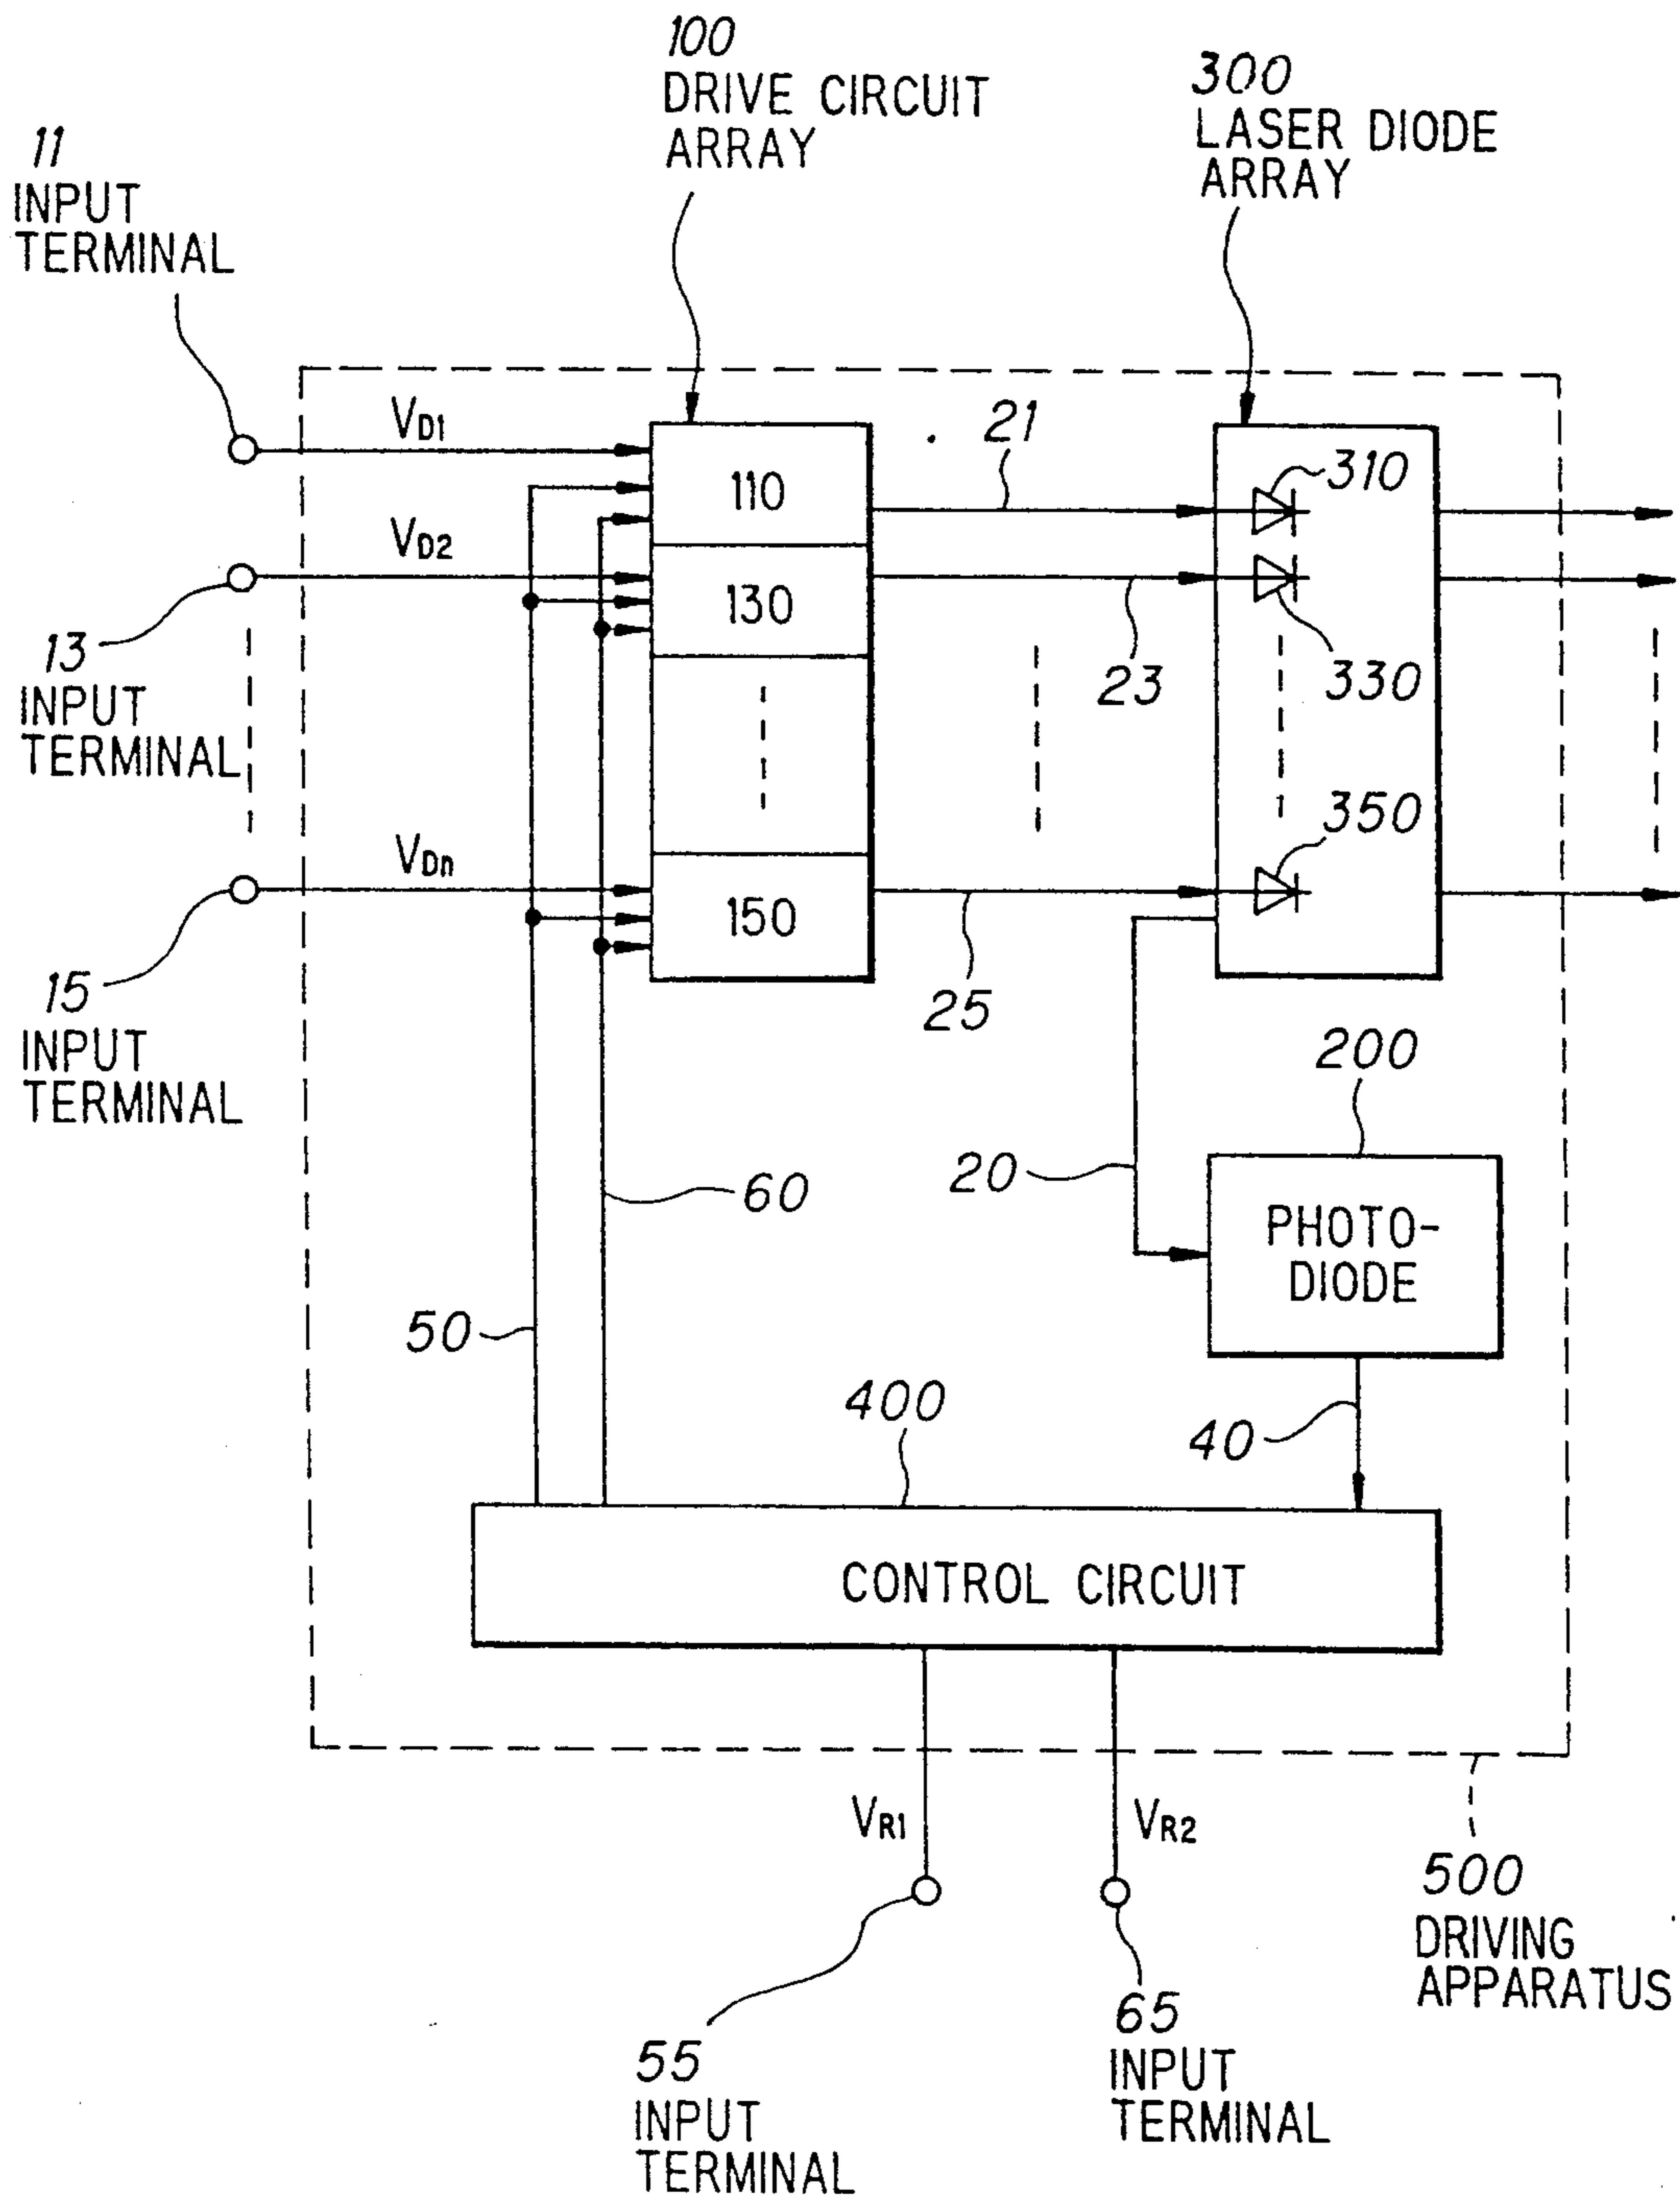 100
DRIVE CIRCUIT
ARRAY
300
LASER DIODE
ARRAY
11
INPUT
TERMINAL
VD1
21
310
110
VD2
130
13
INPUT
TERMINAL
23
330
350
VDn
150
15
INPUT
TERMINAL
25
200
20
60
PHOTO-
DIODE
50
400
40
CONTROL CIRCUIT
VR1
VR2
500
DRIVING
APPARATUS
65
INPUT
TERMINAL
55
INPUT
TERMINAL